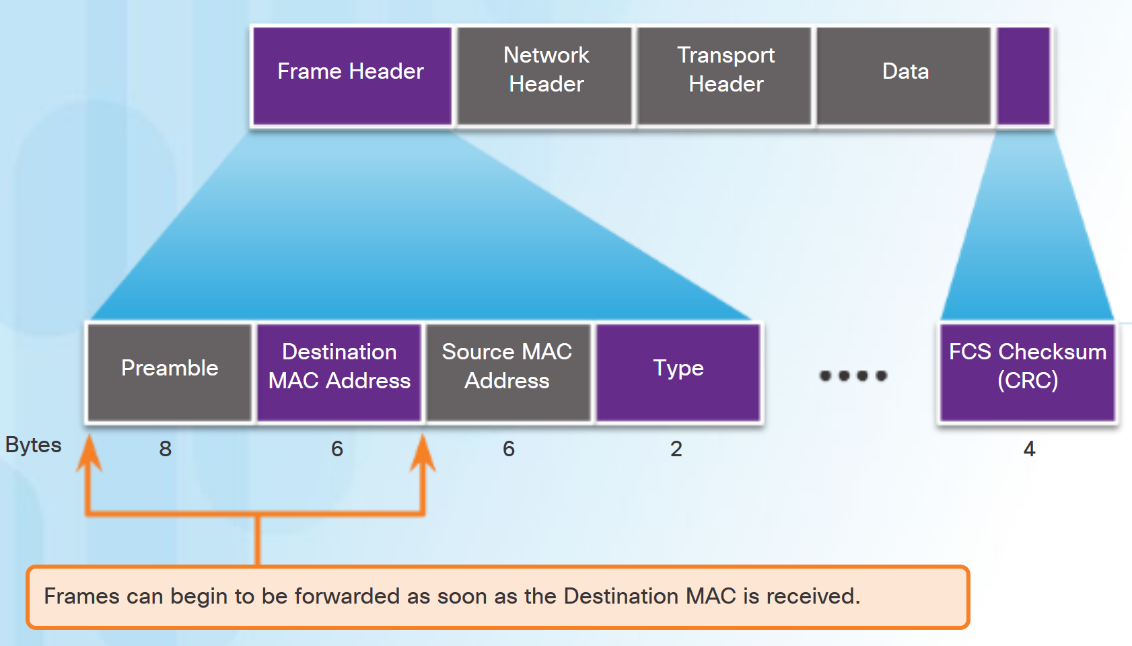 Frame Header
Network
Header
Transport
Header
Data
Preamble
Destination
MAC Address
Source MAC
Address
Type
FCS Checksum
(CRC)
Bytes 8 6 6 2 4
Frames can begin to be forwarded as soon as the Destination MAC is received.